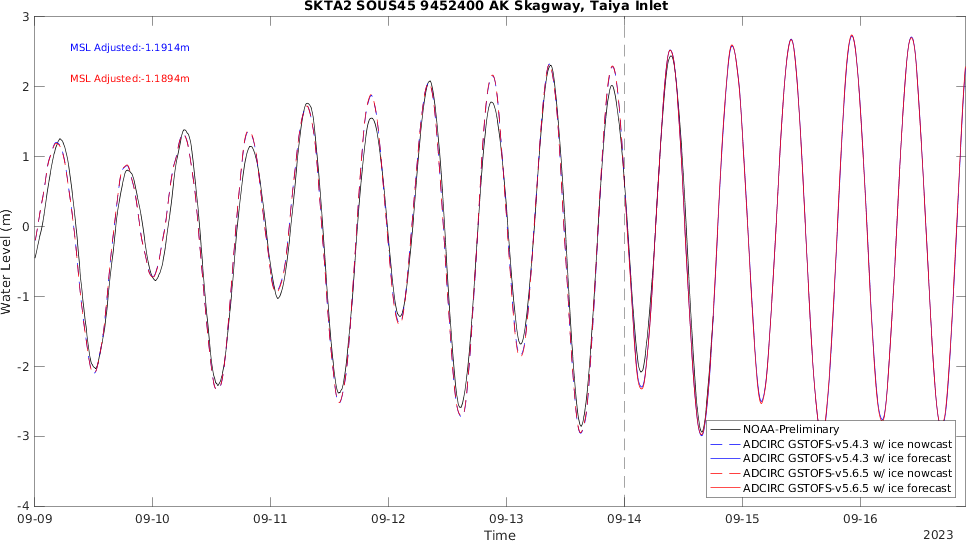 SKTA2 SOUS45 9452400 AK Skagway, Taiya Inlet
MSL Adjusted:-1.1914m
MSL Adjusted:-1.1894m
Water Level (m)
3
2
1
0
-1
-2
-3
-4
NOAA-Preliminary
ADCIRC GSTOFS-v5.4.3 w/ ice nowcast
ADCIRC GSTOFS-v5.4.3 w/ ice forecast
ADCIRC GSTOFS-v5.6.5 w/ ice nowcast
ADCIRC GSTOFS-v5.6.5 w/ ice forecast
09-09 09-10 09-11 09-12 09-13 09-14 09-15 09-16
Time
2023